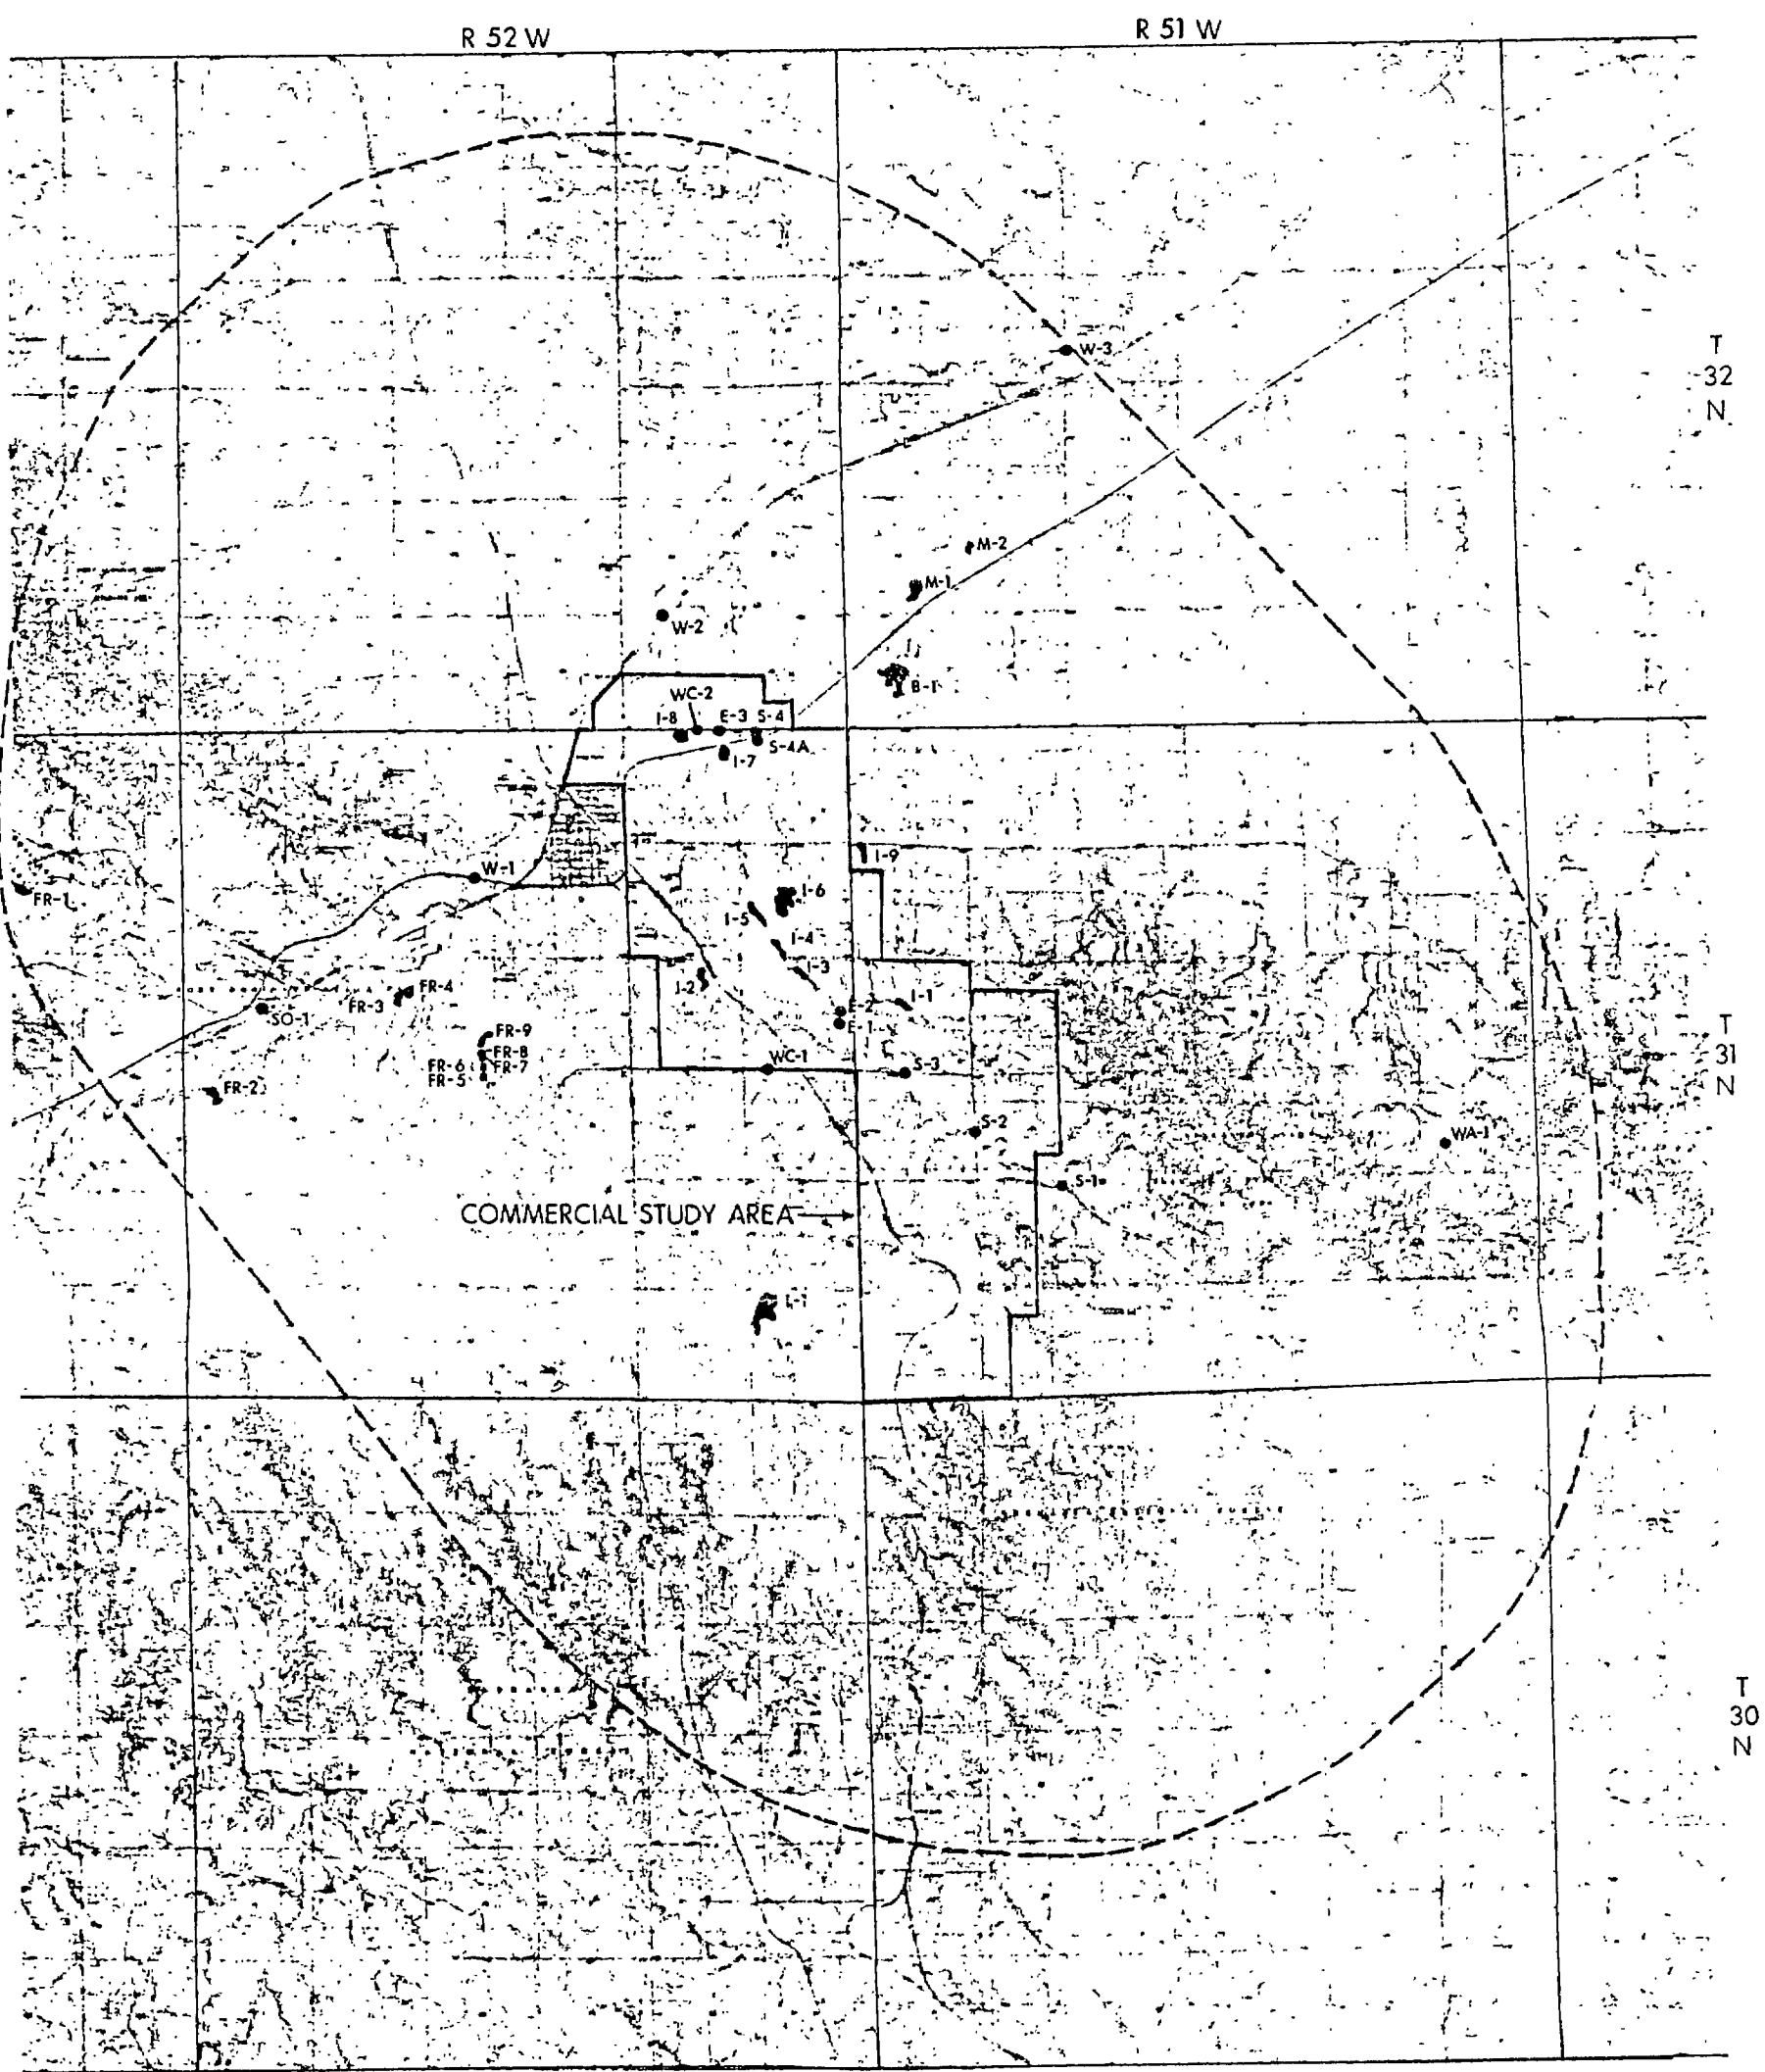 R 52 W
R 51 W
T
32
N
W-3
M-2
M-1
W-2
B-1
WC-2
I-8
E-3
S-4
S-4A
I-7
I-9
W-1
FR-1
I-6
I-5
I-4
I-3
J-2
FR-4
FR-3
SO-1
E-2
E-1
I-1
T
31
N
FR-9
FR-8
FR-6
FR-7
FR-5
FR-2
WC-1
S-3
S-2
WA-1
S-1
COMMERCIAL STUDY AREA
L-1
T
30
N